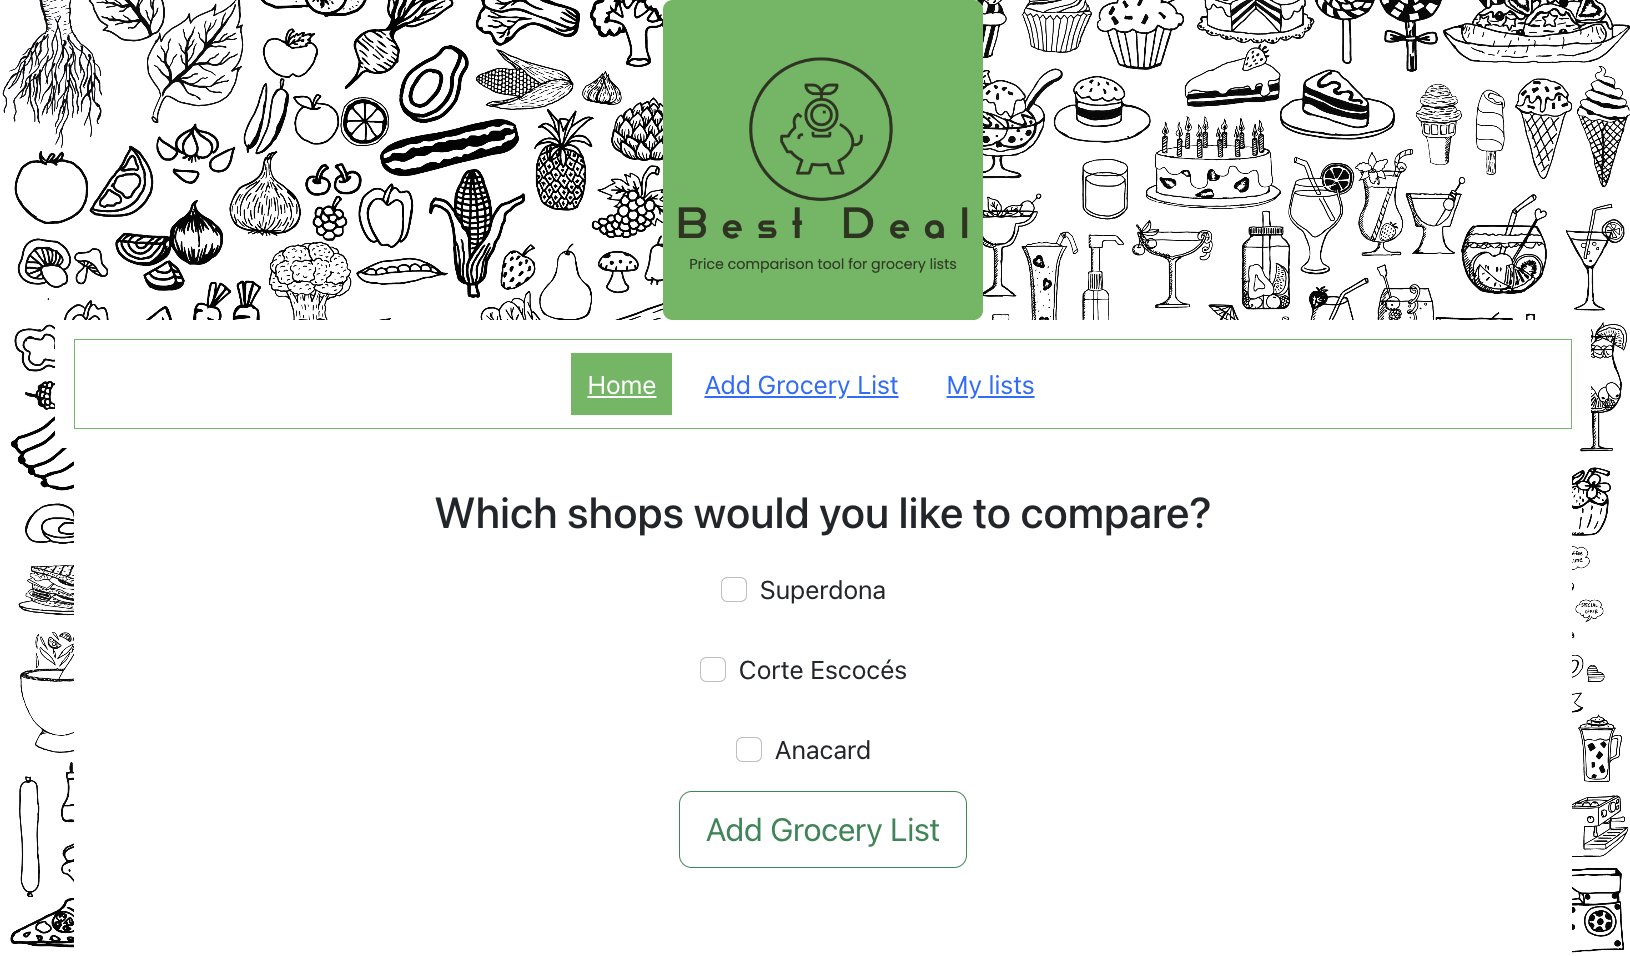 Best Deal
Price comparison tool for grocery lists
Home Add Grocery List My lists
Which shops would you like to compare?
Superdona
Corte Escocés
Anacard
Add Grocery List